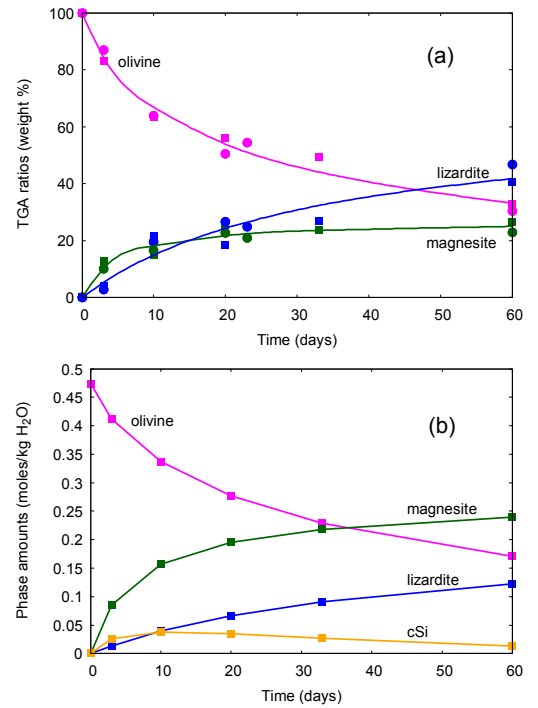 100
80
60
40
20
0
TGA ratios (weight %)
(a)
olivine
lizardite
magnesite
0 10 20 30 40 50 60
Time (days)
0.5
0.45
0.4
0.35
0.3
0.25
0.2
0.15
0.1
0.05
0
Phase amounts (moles/kg H₂O)
(b)
olivine
magnesite
lizardite
cSi
0 10 20 30 40 50 60
Time (days)